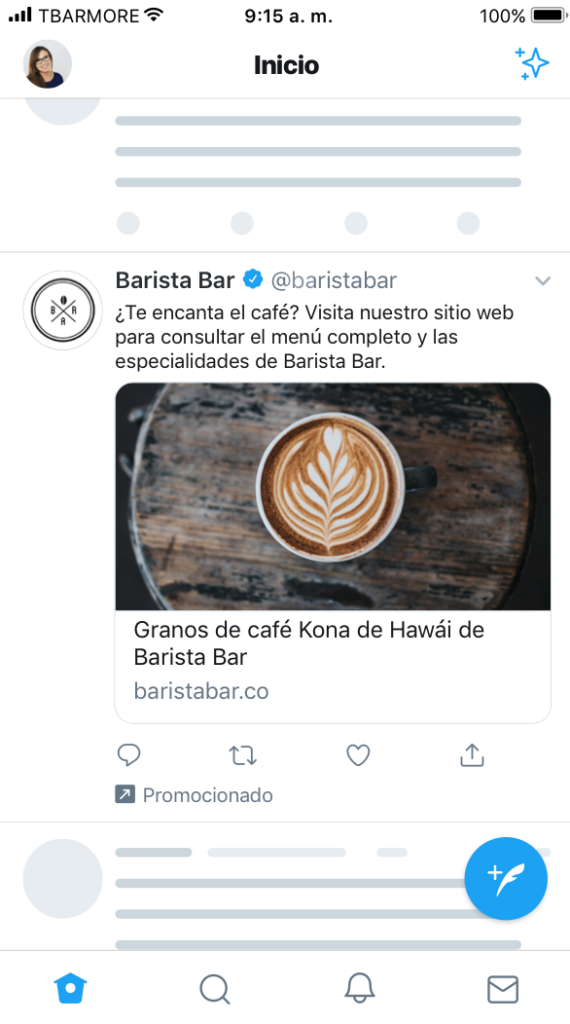 TBARMORE 9:15 a. m. 100%
Inicio
Barista Bar @baristabar
B A R R
¿Te encanta el café? Visita nuestro sitio web
para consultar el menú completo y las
especialidades de Barista Bar.
Granos de café Kona de Hawái de
Barista Bar
baristabar.co
Promocionado